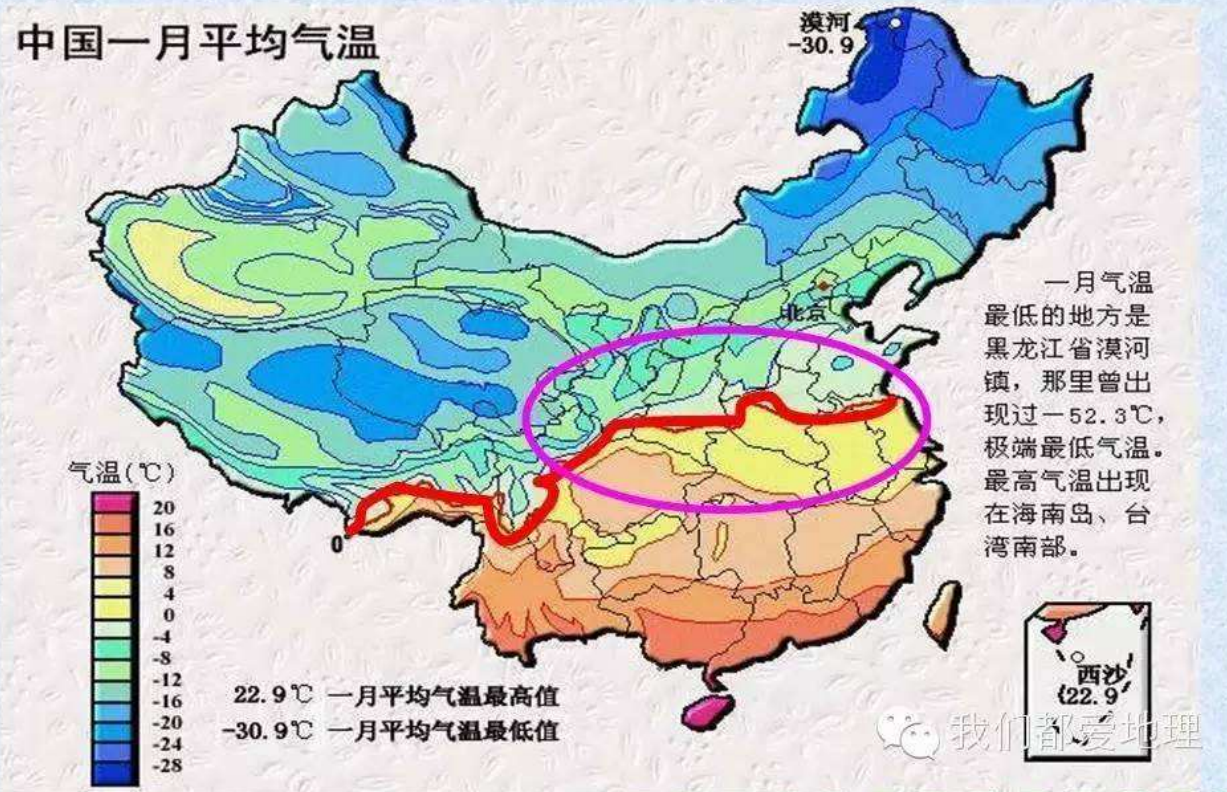 中国一月平均气温
漠河
-30.9
北京
一月气温
最低的地方是
黑龙江省漠河
镇，那里曾出
现过-52.3℃，
极端最低气温。
最高气温出现
在海南岛、台
湾南部。
气温(℃)
20
16
12
8
4
0
-4
-8
-12
-16
-20
-24
-28
0
22.9℃ 一月平均气温最高值
-30.9℃ 一月平均气温最低值
西沙
22.9
我们都爱地理